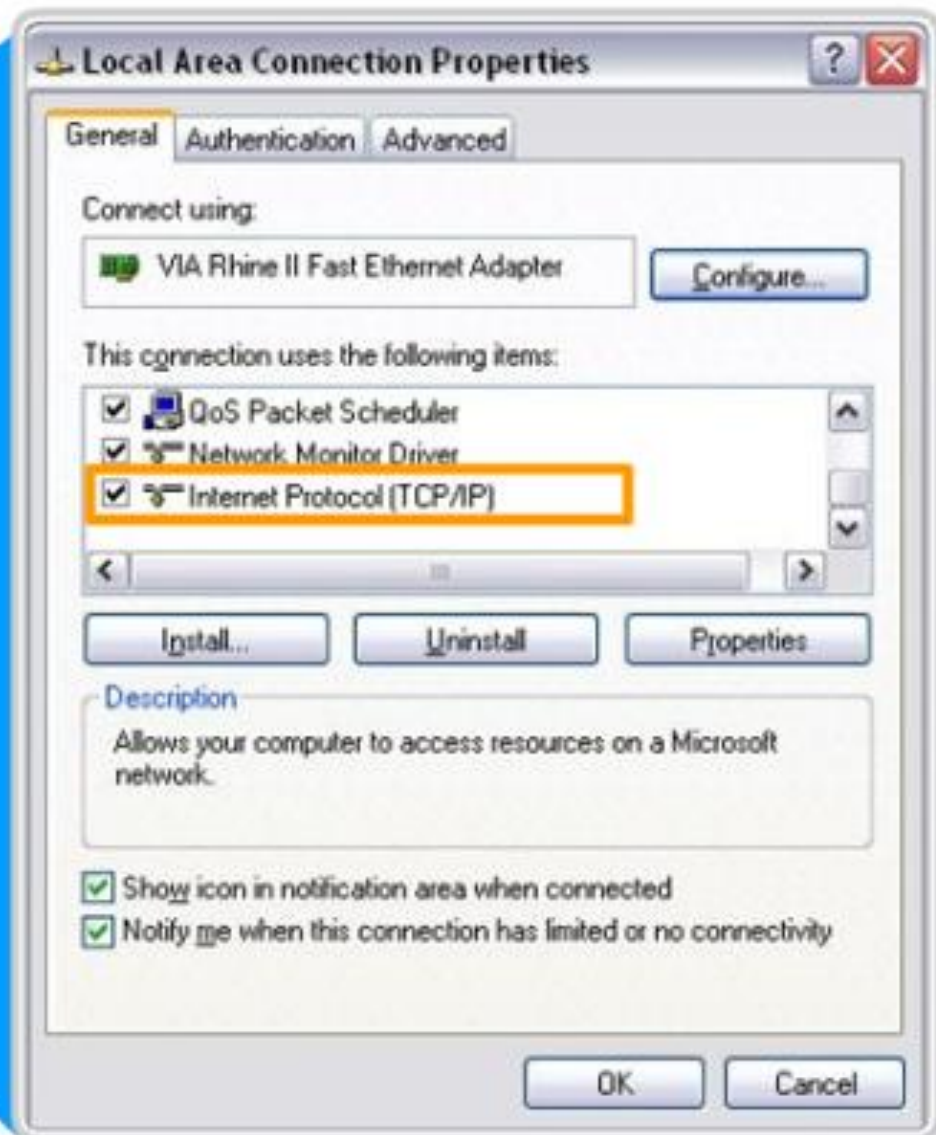 Local Area Connection Properties
General Authentication Advanced
Connect using:
VIA Rhine II Fast Ethernet Adapter Configure...
This connection uses the following items:
QoS Packet Scheduler
Network Monitor Driver
Internet Protocol (TCP/IP)
Install... Uninstall Properties
Description
Allows your computer to access resources on a Microsoft
network.
Show icon in notification area when connected
Notify me when this connection has limited or no connectivity
OK Cancel